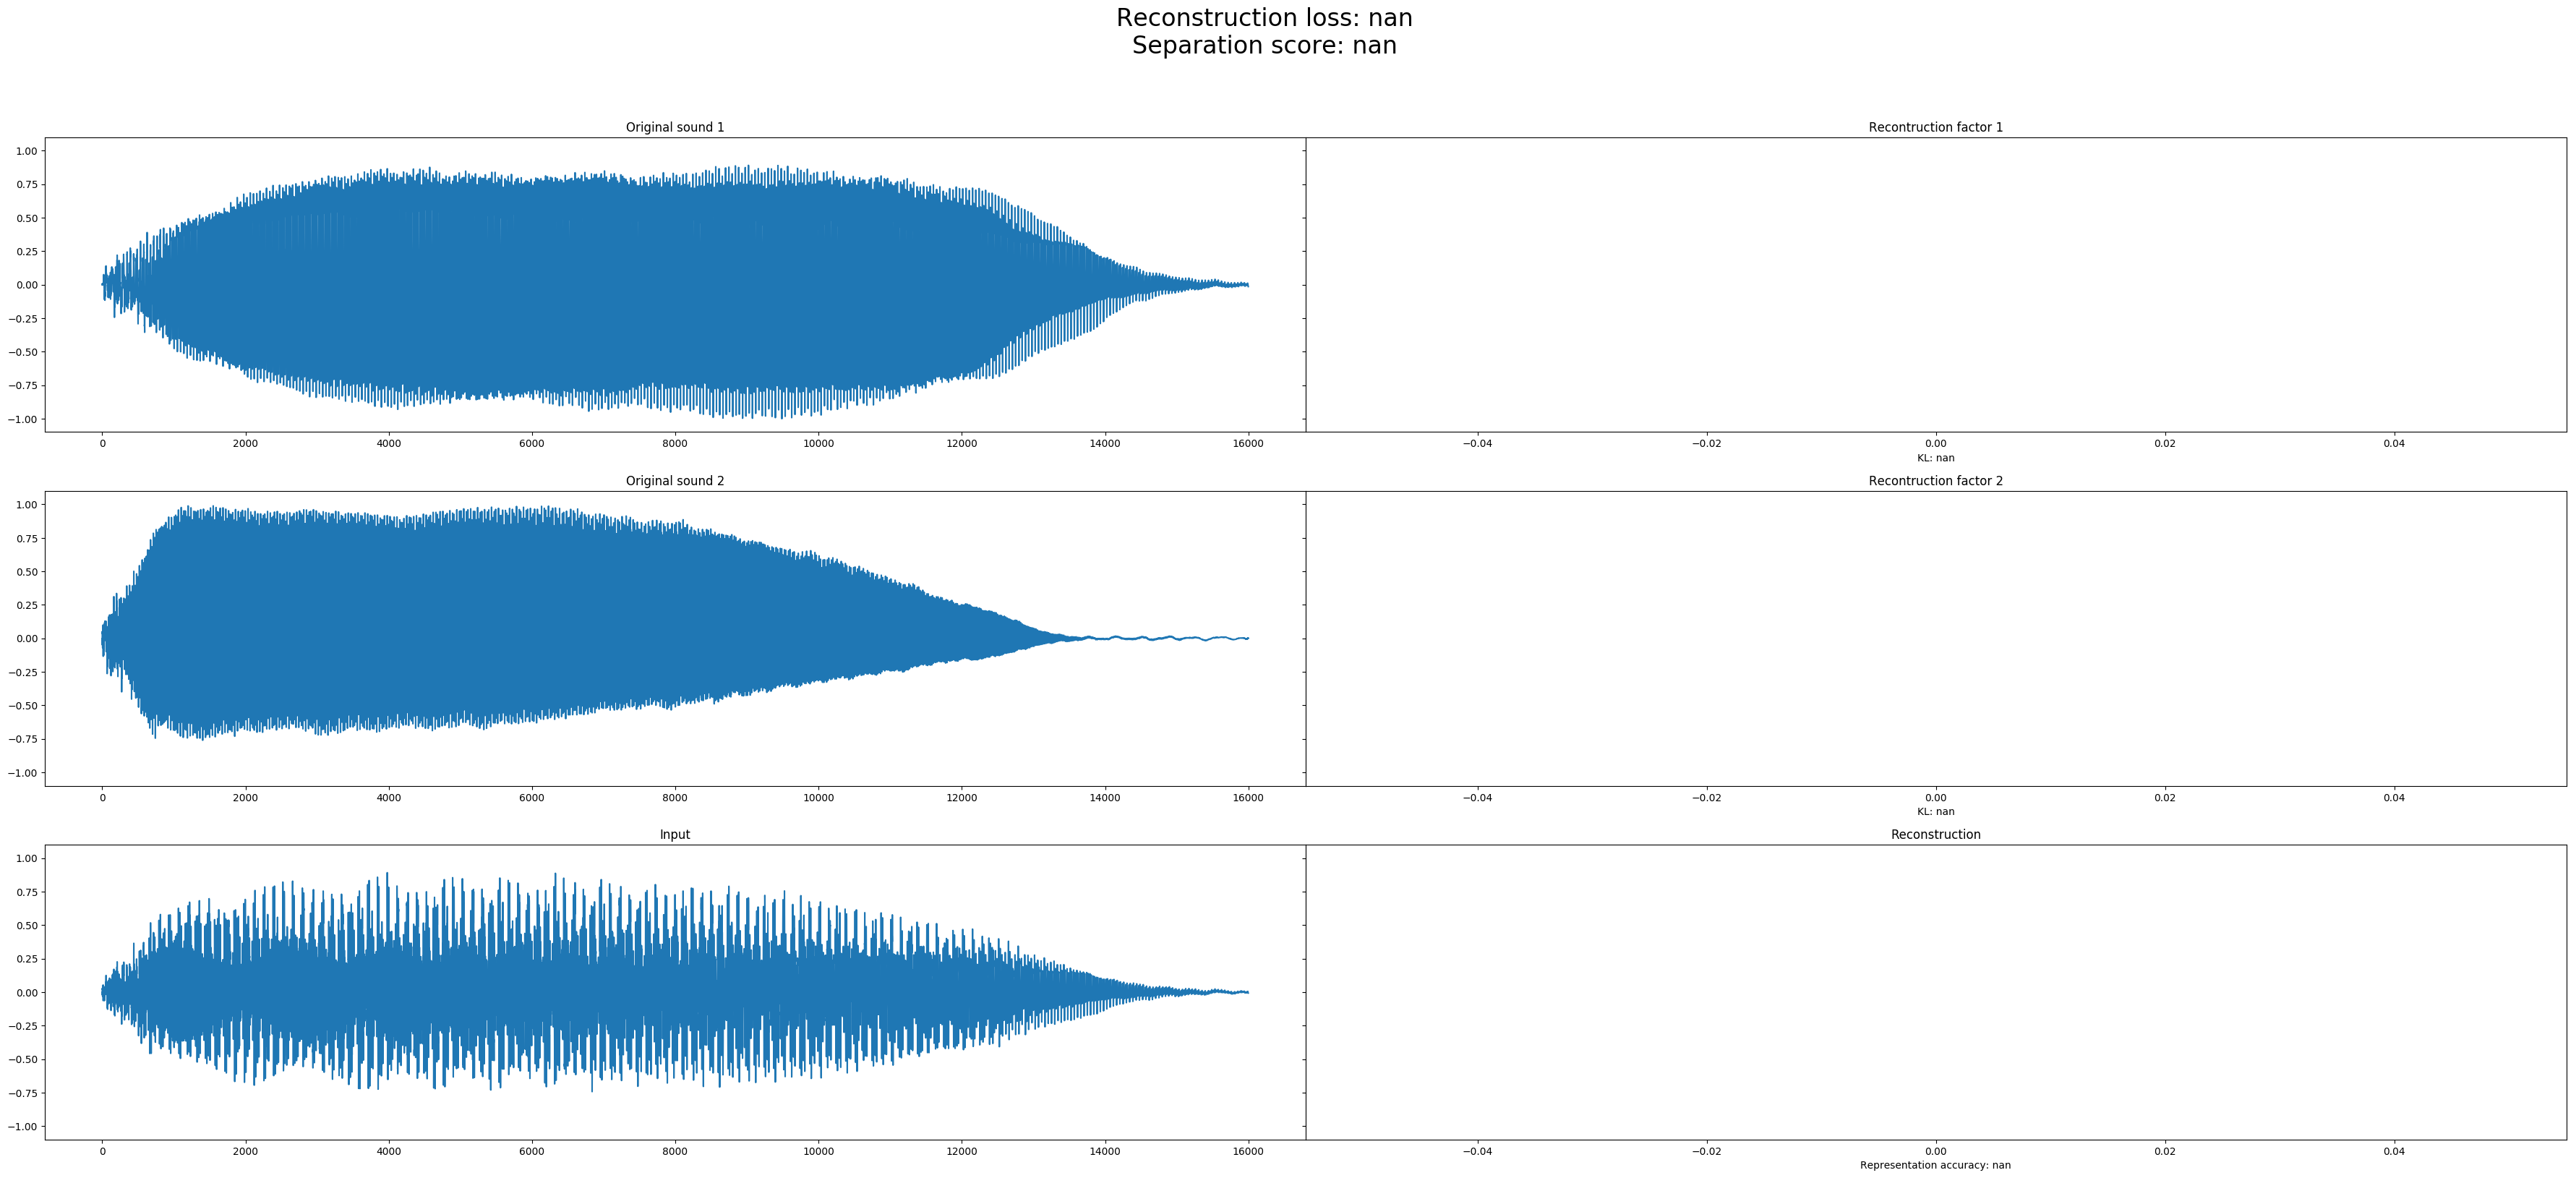 Reconstruction loss: nan
Separation score: nan
Original sound 1
Recontruction factor 1
1.00
0.75
0.50
0.25
0.00
−0.25
−0.50
−0.75
−1.00
0 2000 4000 6000 8000 10000 12000 14000 16000
−0.04 −0.02 0.00 0.02 0.04
KL: nan
Original sound 2
Recontruction factor 2
1.00
0.75
0.50
0.25
0.00
−0.25
−0.50
−0.75
−1.00
0 2000 4000 6000 8000 10000 12000 14000 16000
−0.04 −0.02 0.00 0.02 0.04
KL: nan
Input
Reconstruction
1.00
0.75
0.50
0.25
0.00
−0.25
−0.50
−0.75
−1.00
0 2000 4000 6000 8000 10000 12000 14000 16000
−0.04 −0.02 0.00 0.02 0.04
Representation accuracy: nan